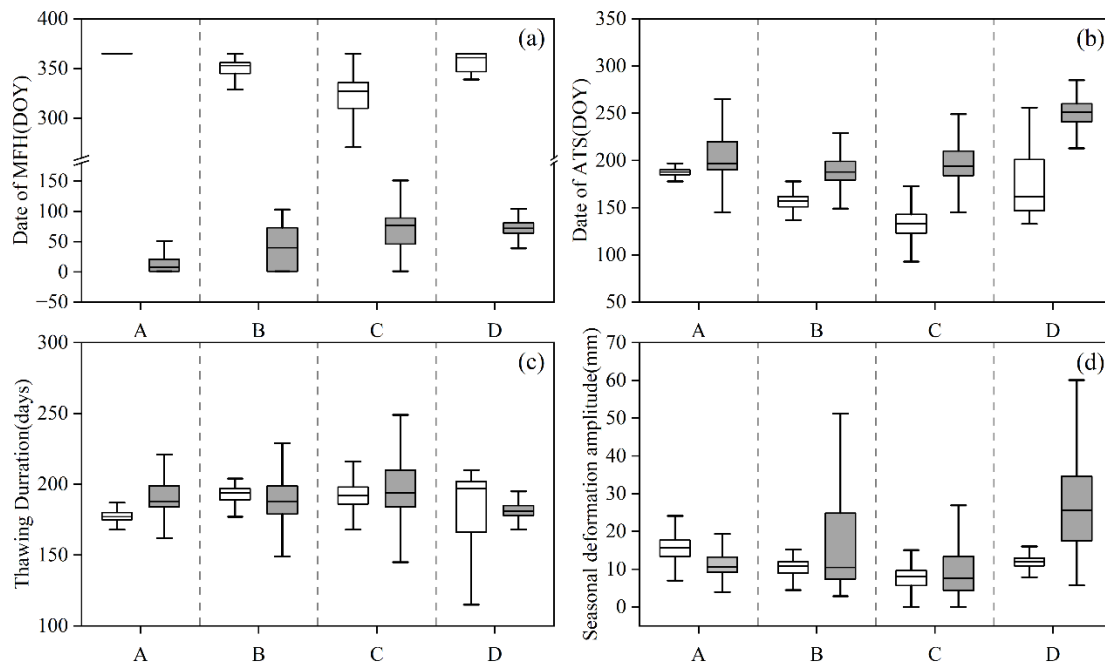 (a)
Date of MFH(DOY)
400
350
300
150
100
50
0
−50
A B C D
(b)
Date of ATS(DOY)
350
300
250
200
150
100
50
A B C D
(c)
Thawing Durration(days)
300
250
200
150
100
A B C D
(d)
Seasonal deformation amplitude(mm)
70
60
50
40
30
20
10
0
A B C D